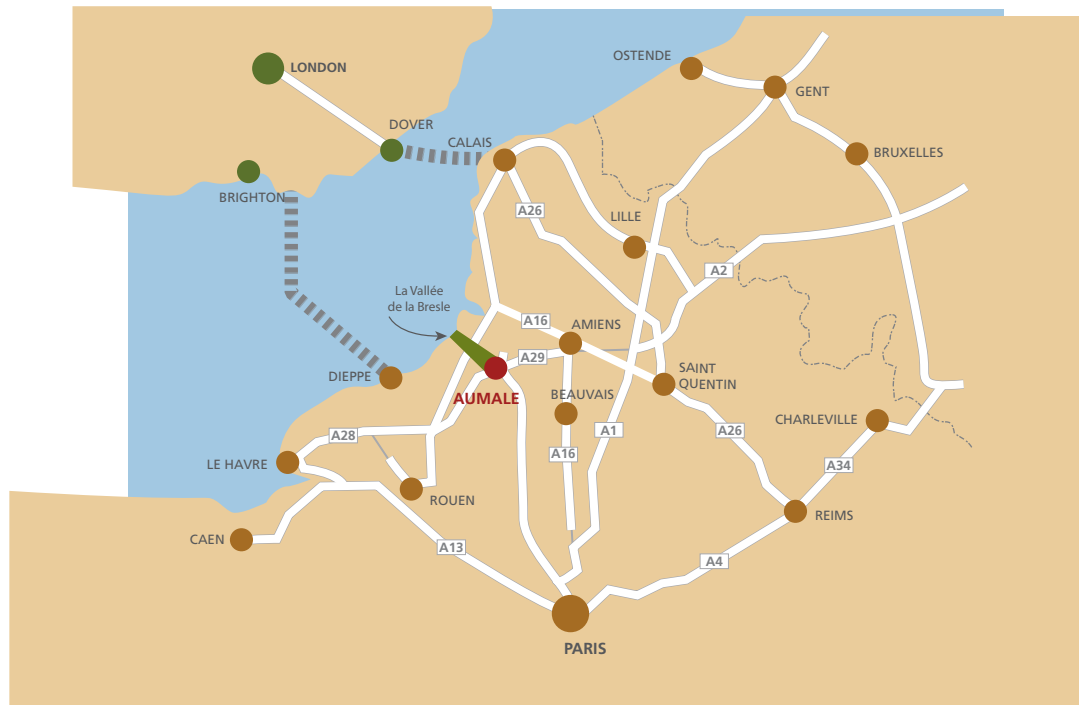 OSTENDE
LONDON
GENT
DOVER
CALAIS
BRUXELLES
BRIGHTON
A26
LILLE
A2
La Vallée
de la Bresle
A16
AMIENS
A29
DIEPPE
SAINT
QUENTIN
AUMALE
BEAUVAIS
CHARLEVILLE
A28
A1
A26
A16
LE HAVRE
A34
ROUEN
REIMS
CAEN
A13
A4
PARIS